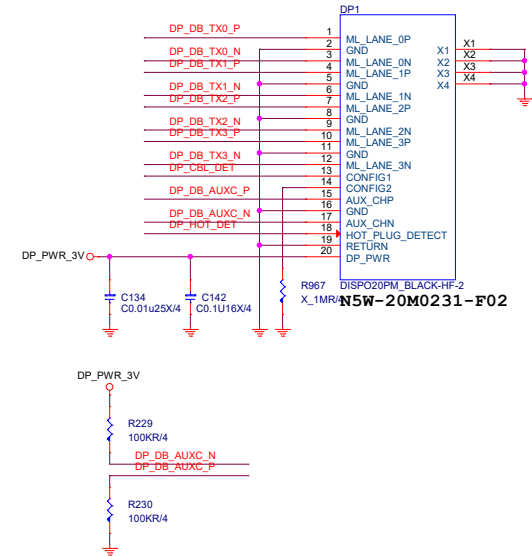 DP1
DP_DB_TX0_P 1 ML_LANE_0P
2 GND X1 X1
DP_DB_TX0_N 3 ML_LANE_0N X2 X2
DP_DB_TX1_P 4 ML_LANE_1P X3 X3
5 GND X4 X4
DP_DB_TX1_N 6 ML_LANE_1N
DP_DB_TX2_P 7 ML_LANE_2P
8 GND
DP_DB_TX2_N 9 ML_LANE_2N
DP_DB_TX3_P 10 ML_LANE_3P
11 GND
DP_DB_TX3_N 12 ML_LANE_3N
DP_CBL_DET 13 CONFIG1
14 CONFIG2
DP_DB_AUXC_P 15 AUX_CHP
16 GND
DP_DB_AUXC_N 17 AUX_CHN
DP_HOT_DET 18 HOT_PLUG_DETECT
19 RETURN
DP_PWR_3V 20 DP_PWR
R967 DISPO20PM_BLACK-HF-2
X_1MR/4 N5W-20M0231-F02
C134 C142
C0.01u25X/4 C0.1U16X/4
DP_PWR_3V
R229
100KR/4
DP_DB_AUXC_N
DP_DB_AUXC_P
R230
100KR/4